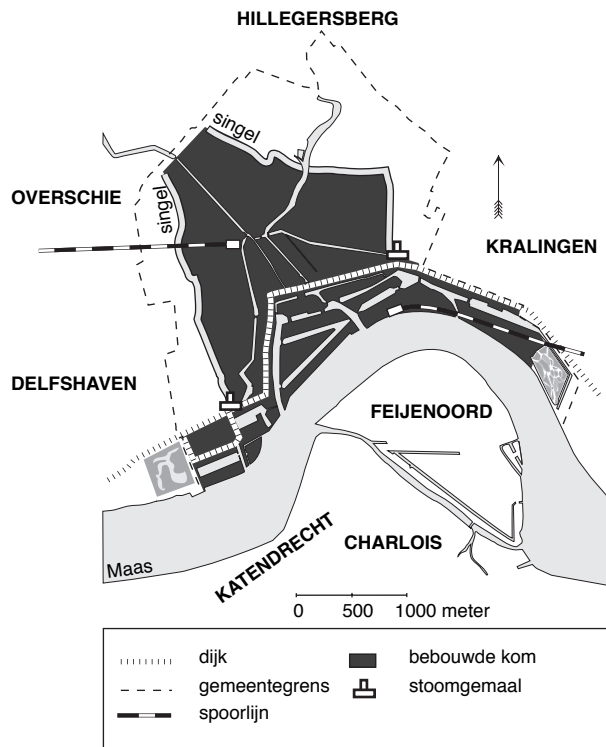 HILLEGERSBERG
singel
OVERSCHIE
singel
KRALINGEN
DELFSHAVEN
FEIJENOORD
CHARLOIS
KATENDRECHT
Maas
0 500 1000 meter
dijk
bebouwde kom
gemeentegrens
stoomgemaal
spoorlijn